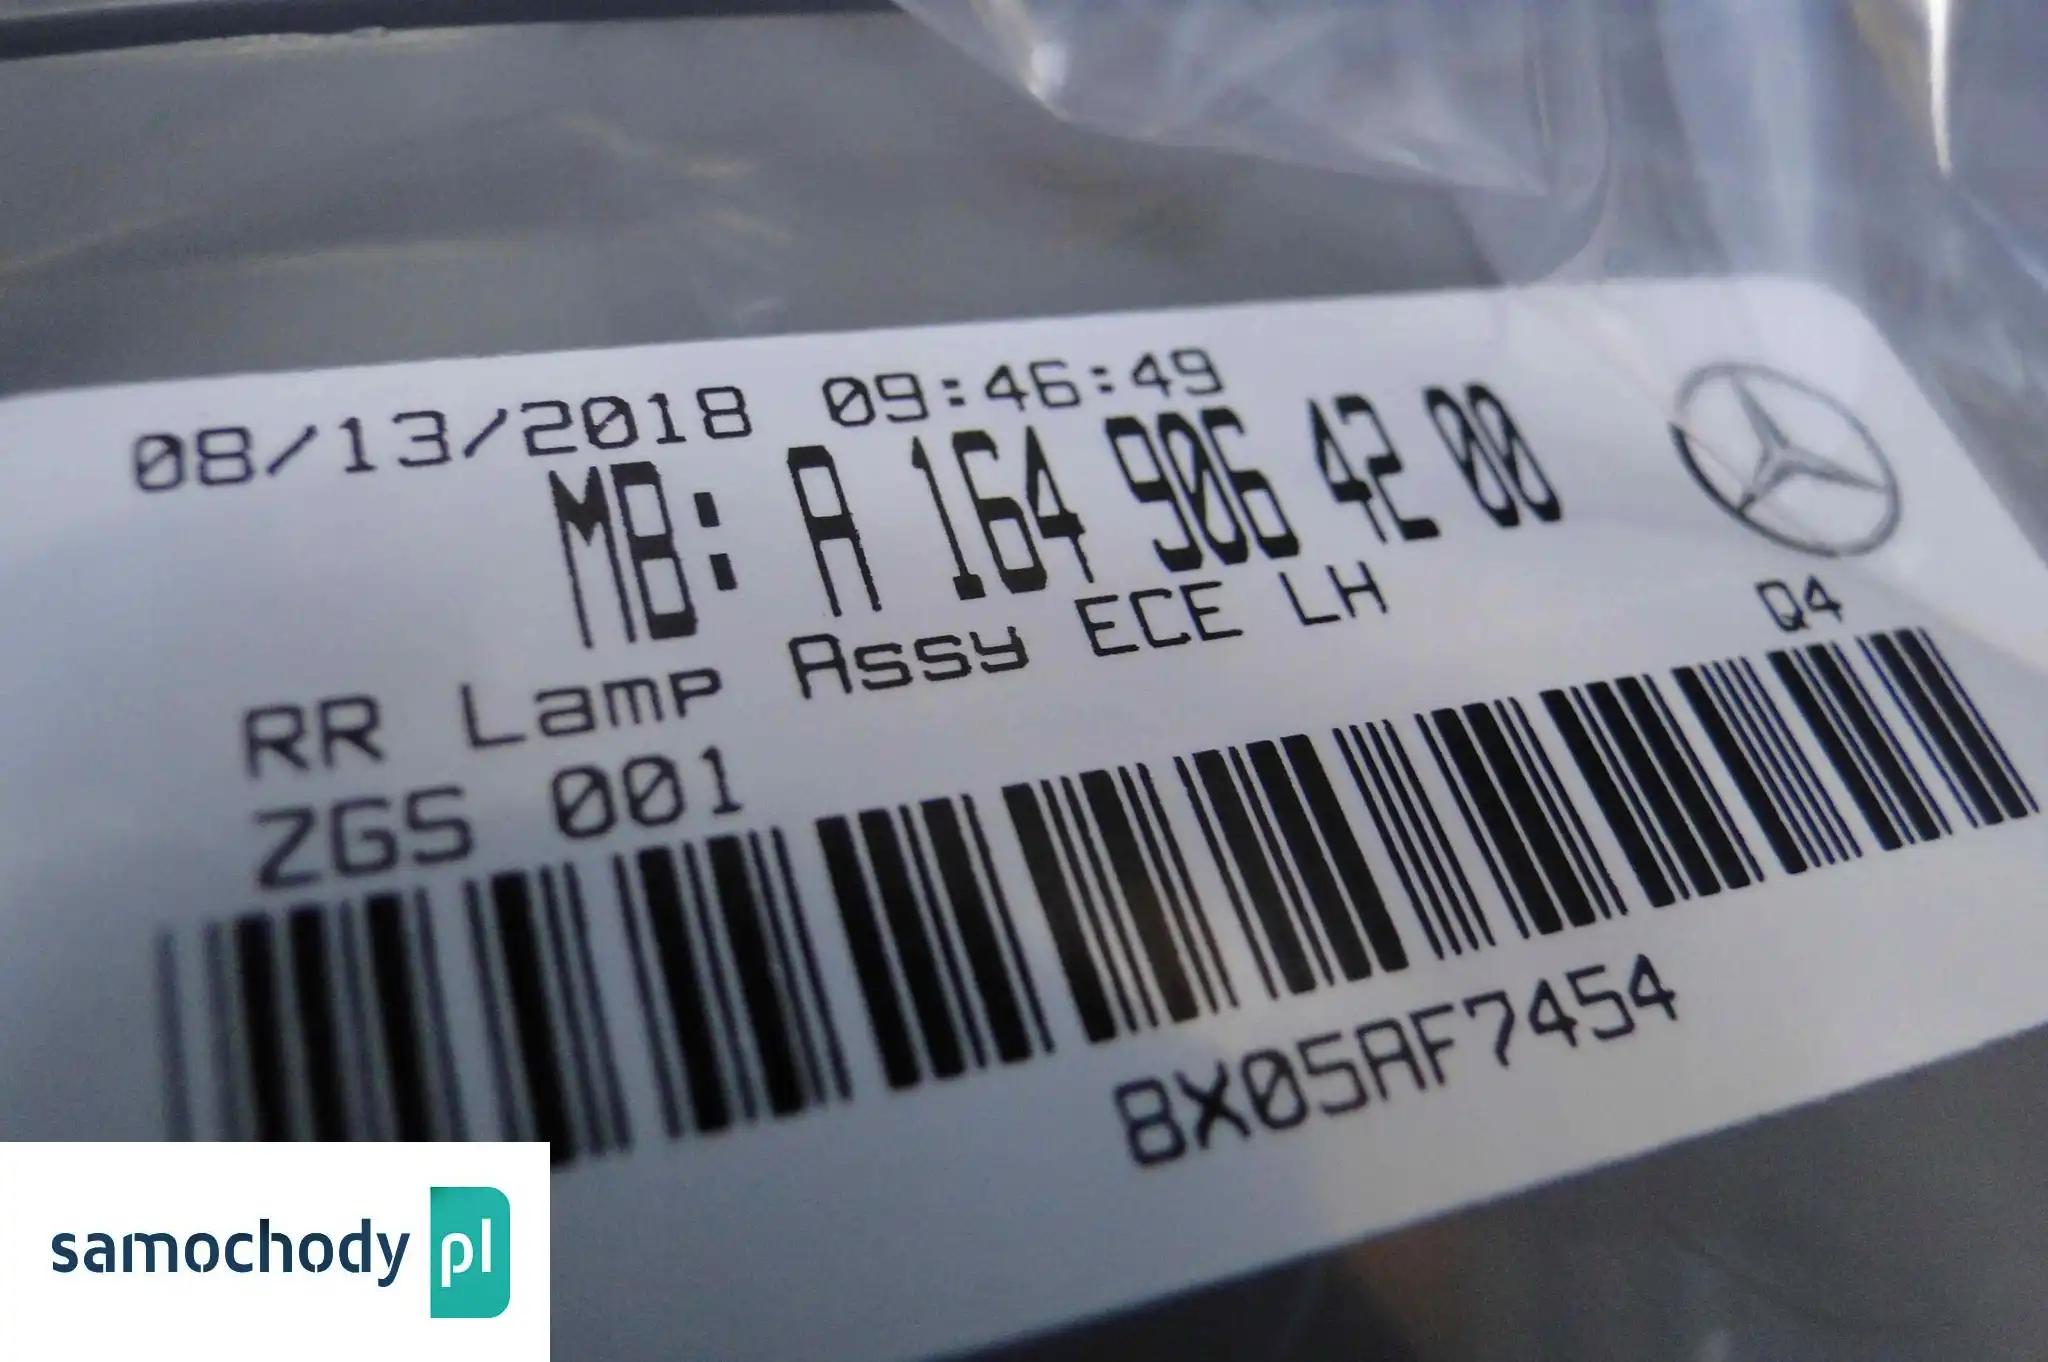 08/13/2018 09:46:49
MB: A 164 906 42 00
RR Lamp Assy ECE LH
ZGS 001
Q4
8X05AF7454
samochody pl